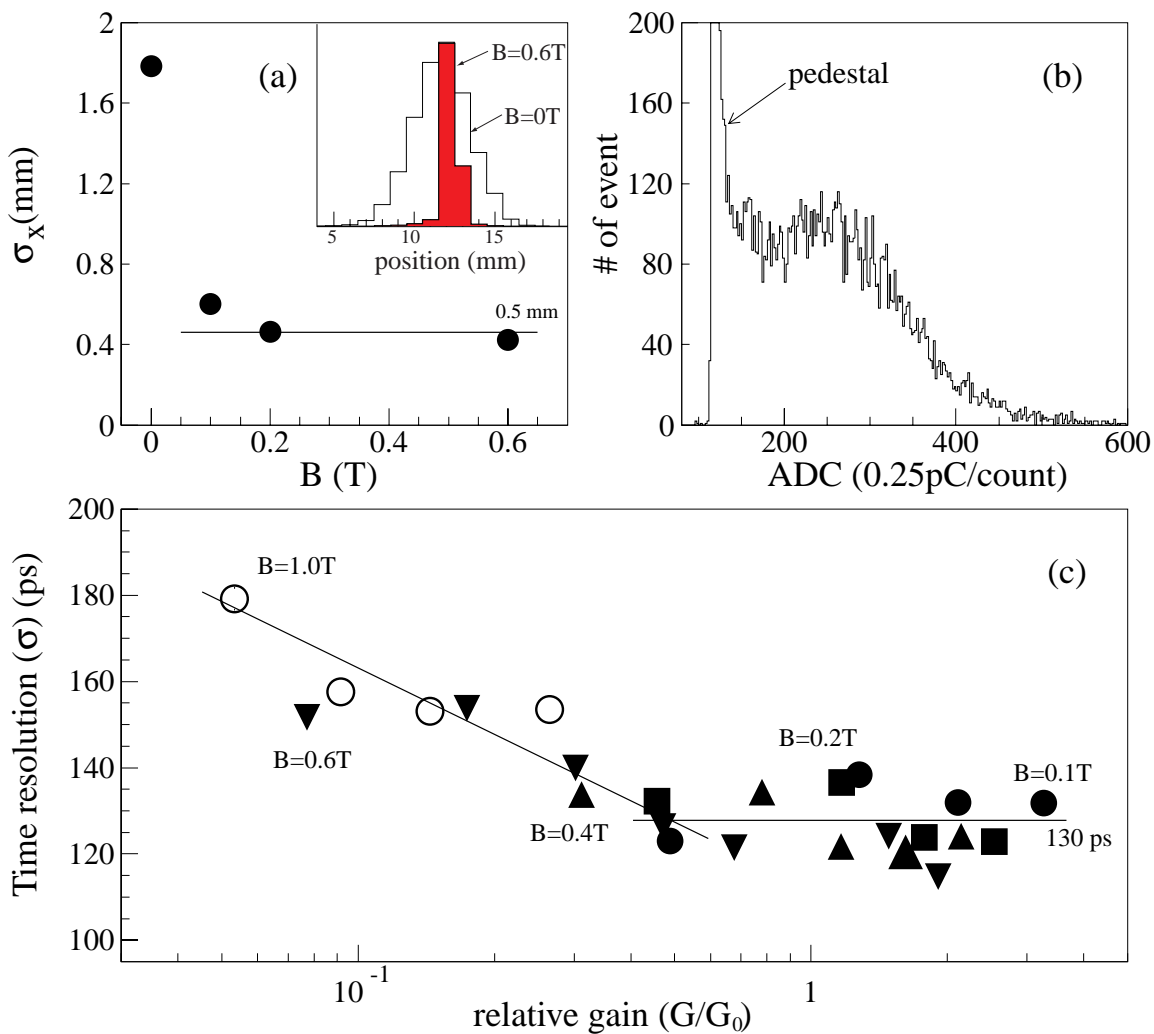 2
1.6
1.2
0.8
0.4
0
σX(mm)
(a)
B=0.6T
B=0T
5 10 15
position (mm)
0.5 mm
0 0.2 0.4 0.6
B (T)
200
160
120
80
40
0
# of event
pedestal
(b)
200 400 600
ADC (0.25pC/count)
200
180
160
140
120
100
Time resolution (σ) (ps)
B=1.0T
(c)
B=0.6T
B=0.2T
B=0.1T
B=0.4T
130 ps
10-1 1
relative gain (G/G0)